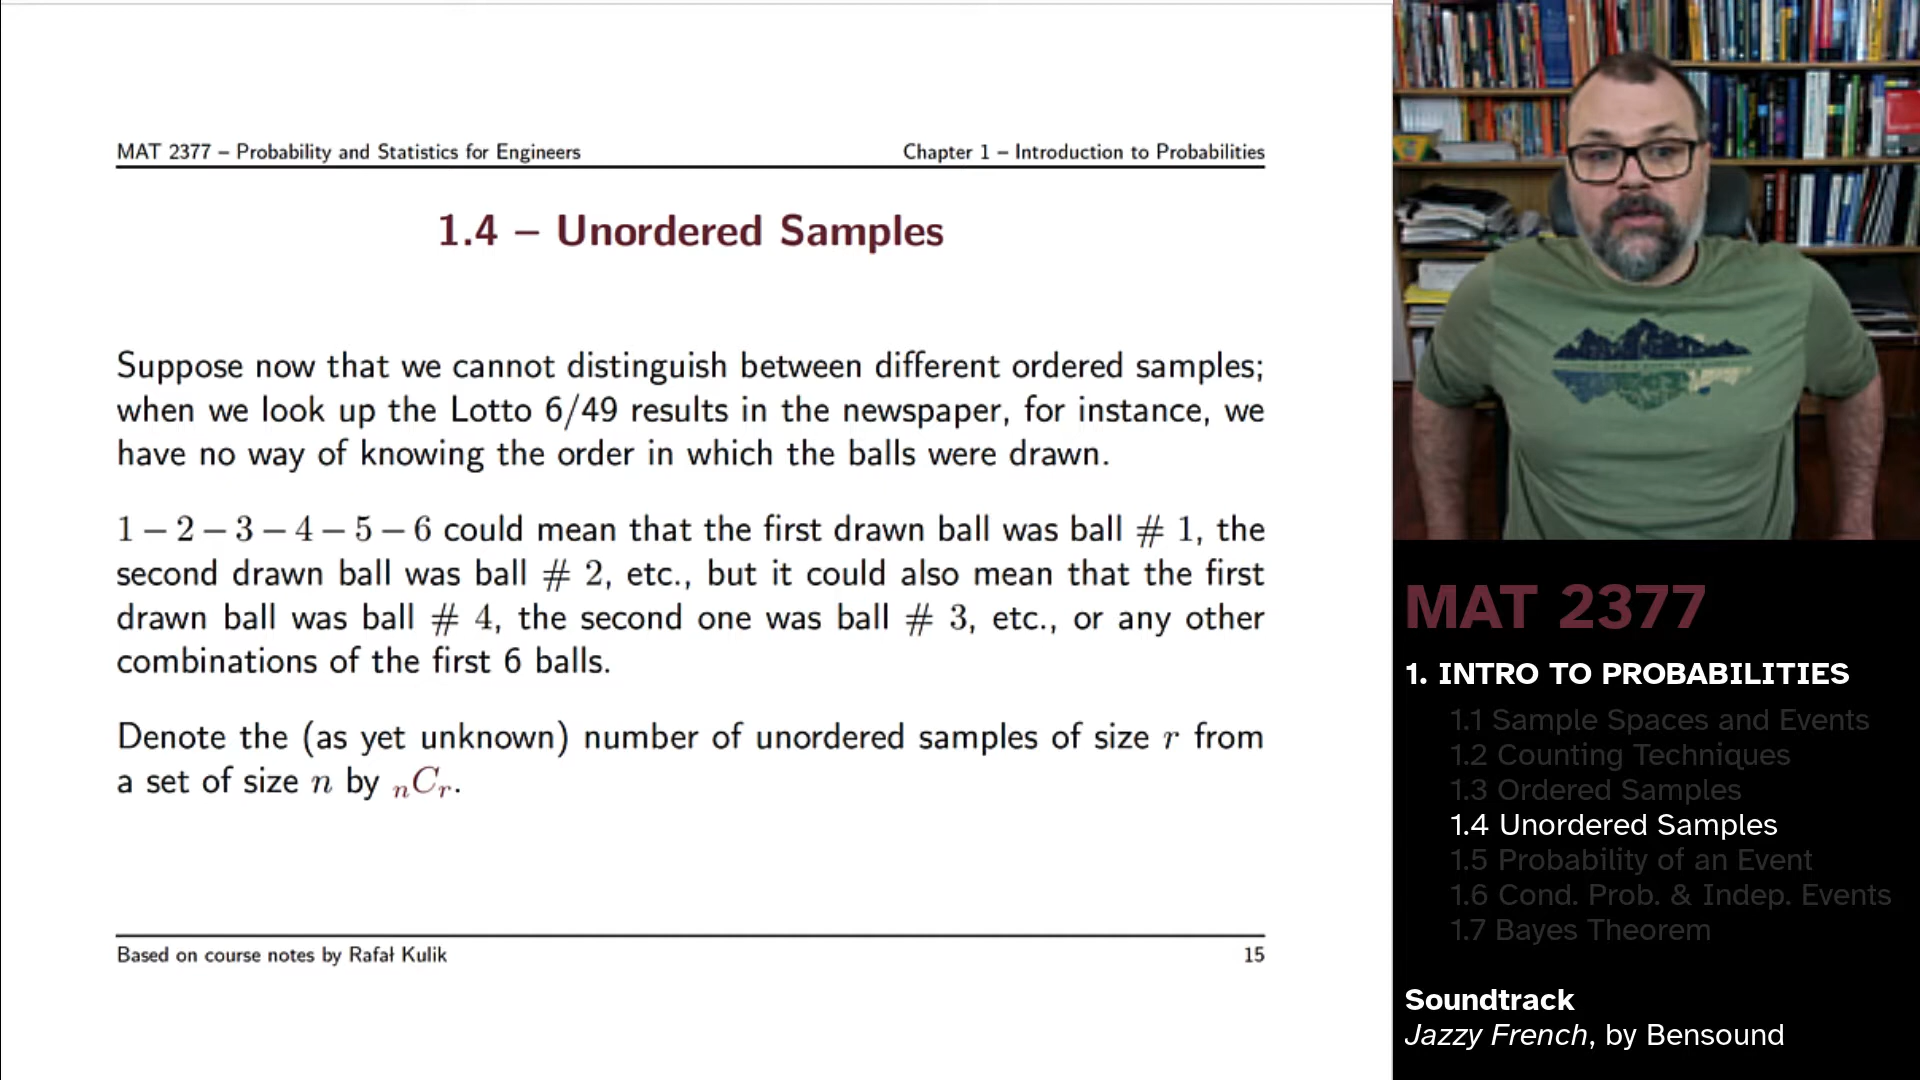 MAT 2377 – Probability and Statistics for Engineers
Chapter 1 – Introduction to Probabilities
1.4 – Unordered Samples
Suppose now that we cannot distinguish between different ordered samples;
when we look up the Lotto 6/49 results in the newspaper, for instance, we
have no way of knowing the order in which the balls were drawn.
1 − 2 − 3 − 4 − 5 − 6 could mean that the first drawn ball was ball # 1, the
second drawn ball was ball # 2, etc., but it could also mean that the first
drawn ball was ball # 4, the second one was ball # 3, etc., or any other
combinations of the first 6 balls.
Denote the (as yet unknown) number of unordered samples of size r from
a set of size n by nCr.
Based on course notes by Rafał Kulik
15
MAT 2377
1. INTRO TO PROBABILITIES
1.1 Sample Spaces and Events
1.2 Counting Techniques
1.3 Ordered Samples
1.4 Unordered Samples
1.5 Probability of an Event
1.6 Cond. Prob. & Indep. Events
1.7 Bayes Theorem
Soundtrack
Jazzy French, by Bensound